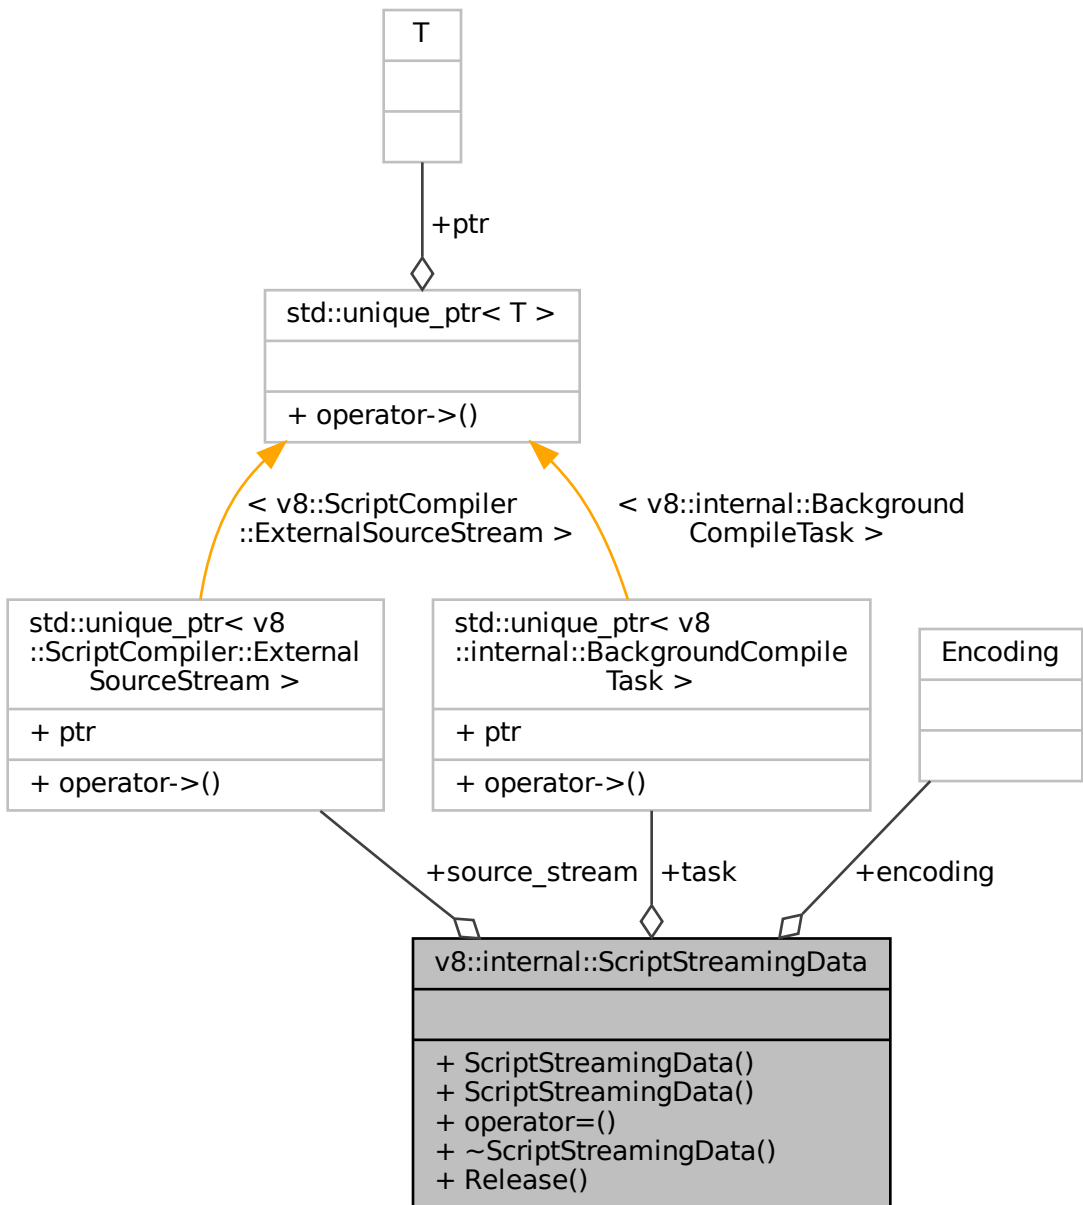 T
+ptr
std::unique_ptr< T >
+ operator->()
< v8::ScriptCompiler
::ExternalSourceStream >
< v8::internal::Background
CompileTask >
std::unique_ptr< v8
::ScriptCompiler::External
SourceStream >
+ ptr
+ operator->()
std::unique_ptr< v8
::internal::BackgroundCompile
Task >
+ ptr
+ operator->()
Encoding
+source_stream
+task
+encoding
v8::internal::ScriptStreamingData
+ ScriptStreamingData()
+ ScriptStreamingData()
+ operator=()
+ ~ScriptStreamingData()
+ Release()